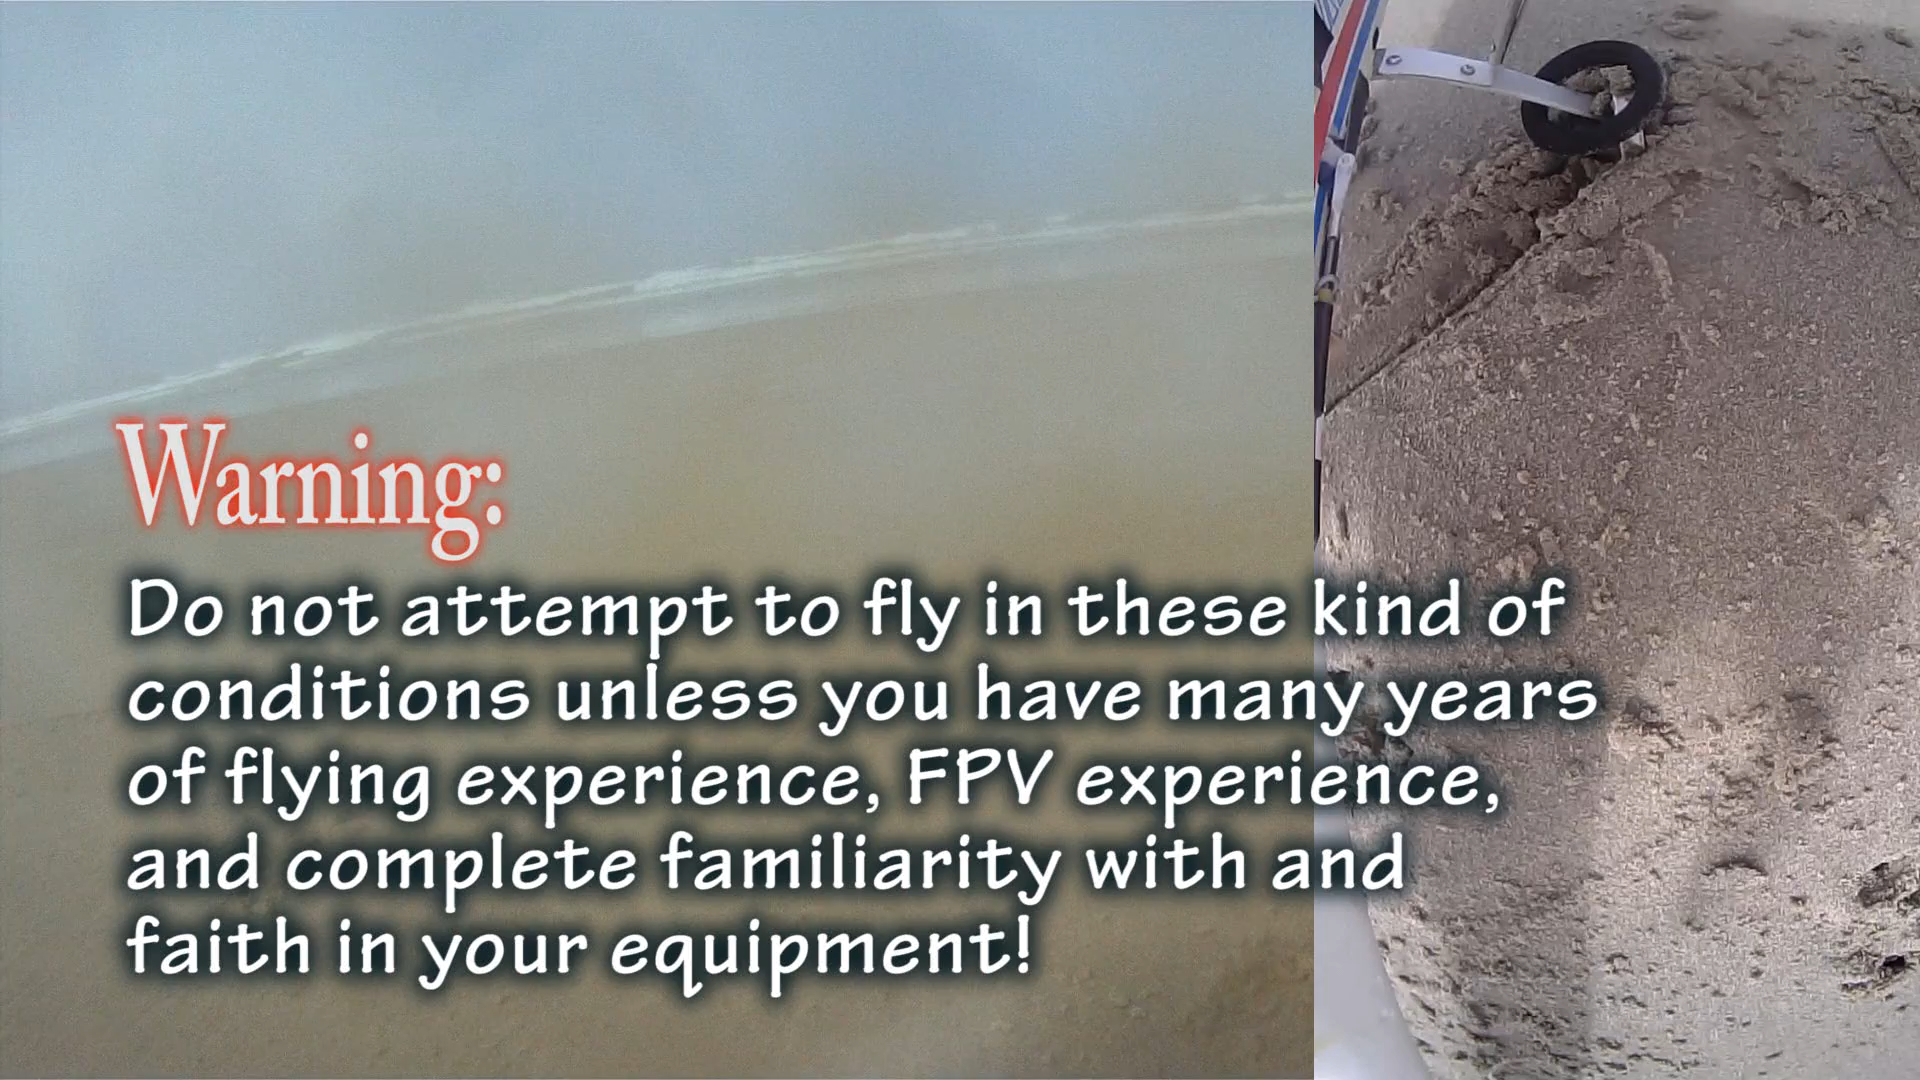 Warning:
Do not attempt to fly in these kind of
conditions unless you have many years
of flying experience, FPV experience,
and complete familiarity with and
faith in your equipment!